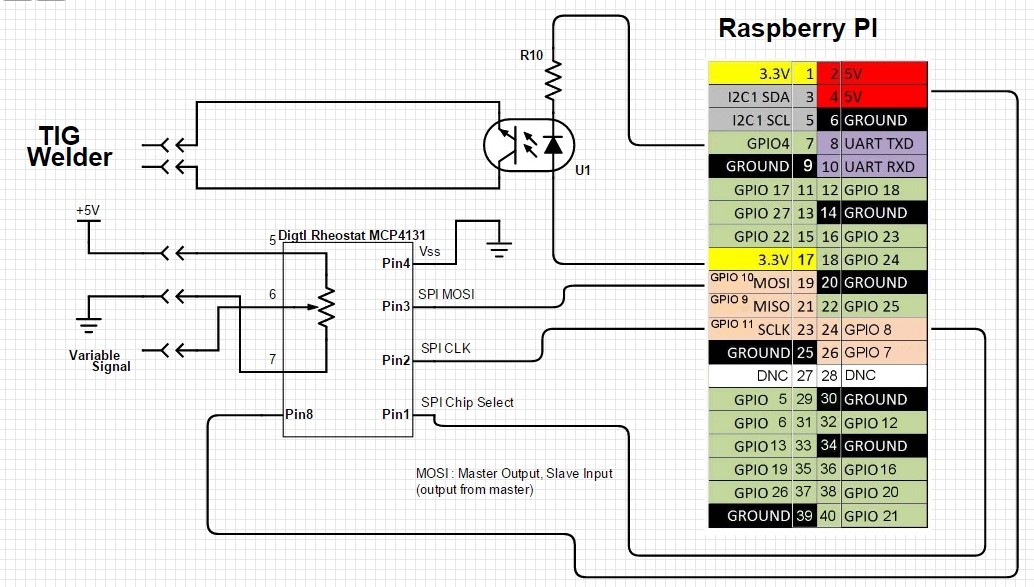 Raspberry PI
R10
TIG
Welder
U1
+5V
Digtl Rheostat MCP4131
5
6
7
Vss
Pin4
SPI MOSI
Pin3
SPI CLK
Pin2
SPI Chip Select
Pin1
Pin8
Variable
Signal
MOSI : Master Output, Slave Input
(output from master)
3.3V 1 2 5V
I2C1 SDA 3 4 5V
I2C1 SCL 5 6 GROUND
GPIO4 7 8 UART TXD
GROUND 9 10 UART RXD
GPIO 17 11 12 GPIO 18
GPIO 27 13 14 GROUND
GPIO 22 15 16 GPIO 23
3.3V 17 18 GPIO 24
GPIO 10 MOSI 19 20 GROUND
GPIO 9 MISO 21 22 GPIO 25
GPIO 11 SCLK 23 24 GPIO 8
GROUND 25 26 GPIO 7
DNC 27 28 DNC
GPIO 5 29 30 GROUND
GPIO 6 31 32 GPIO 12
GPIO 13 33 34 GROUND
GPIO 19 35 36 GPIO 16
GPIO 26 37 38 GPIO 20
GROUND 39 40 GPIO 21